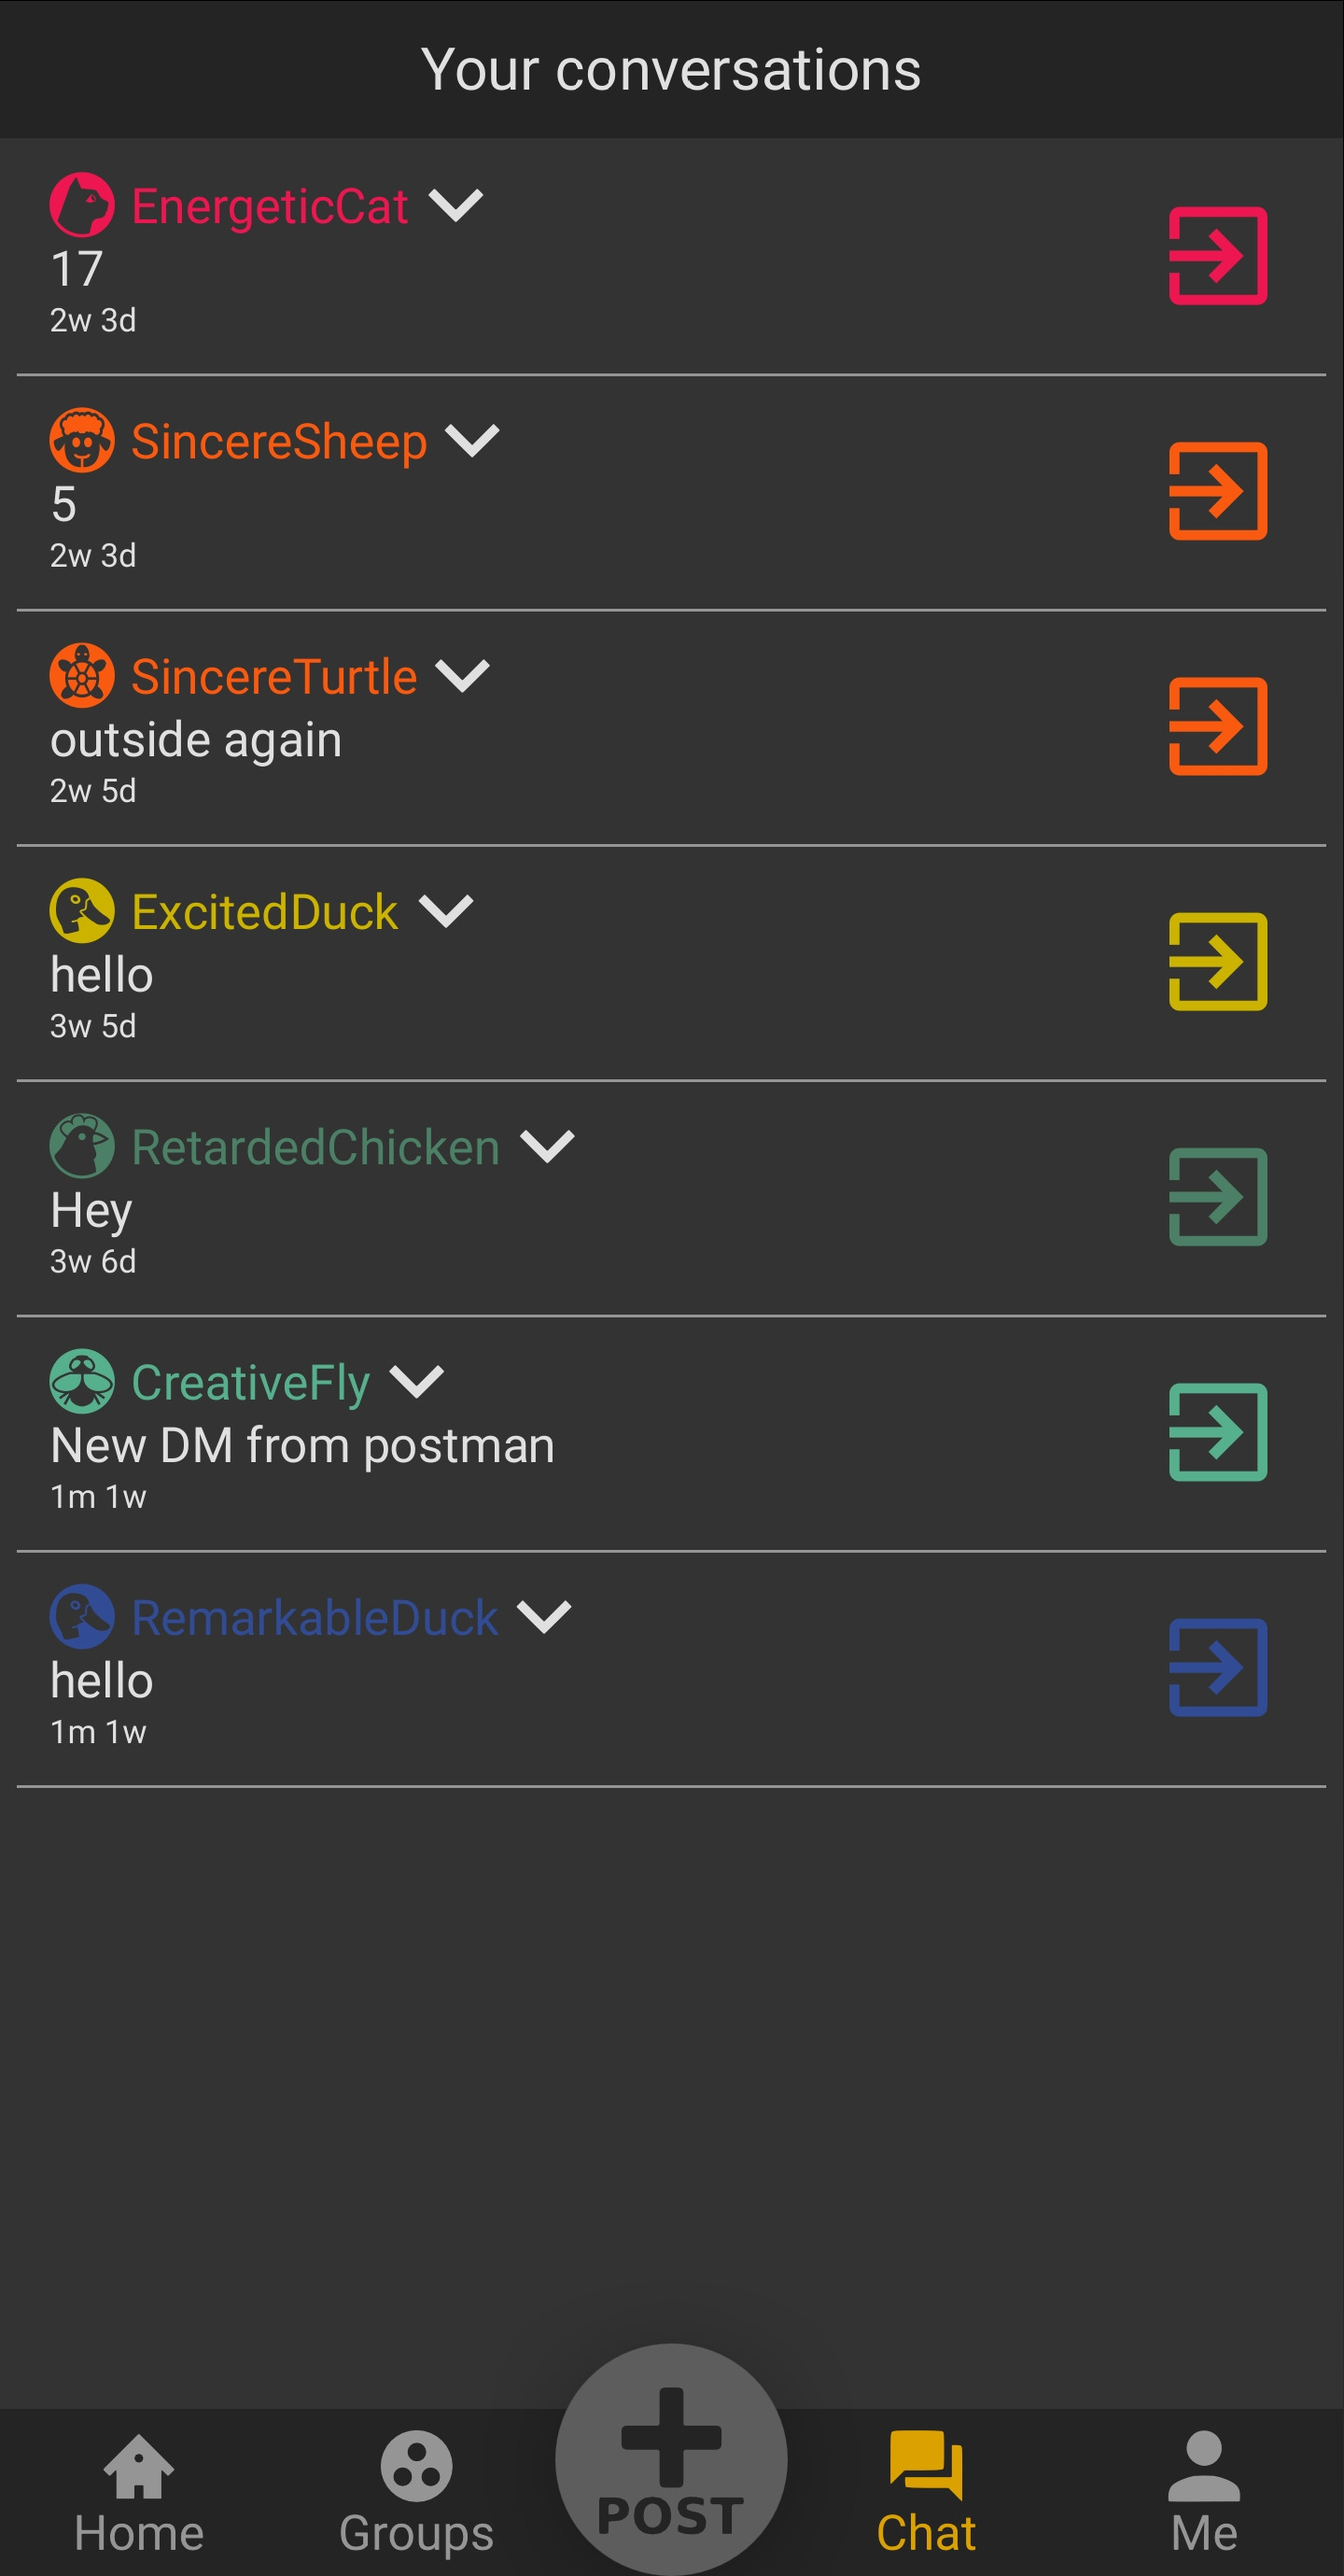 Your conversations
EnergeticCat
17
2w 3d
SincereSheep
5
2w 3d
SincereTurtle
outside again
2w 5d
ExcitedDuck
hello
3w 5d
RetardedChicken
Hey
3w 6d
CreativeFly
New DM from postman
1m 1w
RemarkableDuck
hello
1m 1w
POST
Home Groups Chat Me